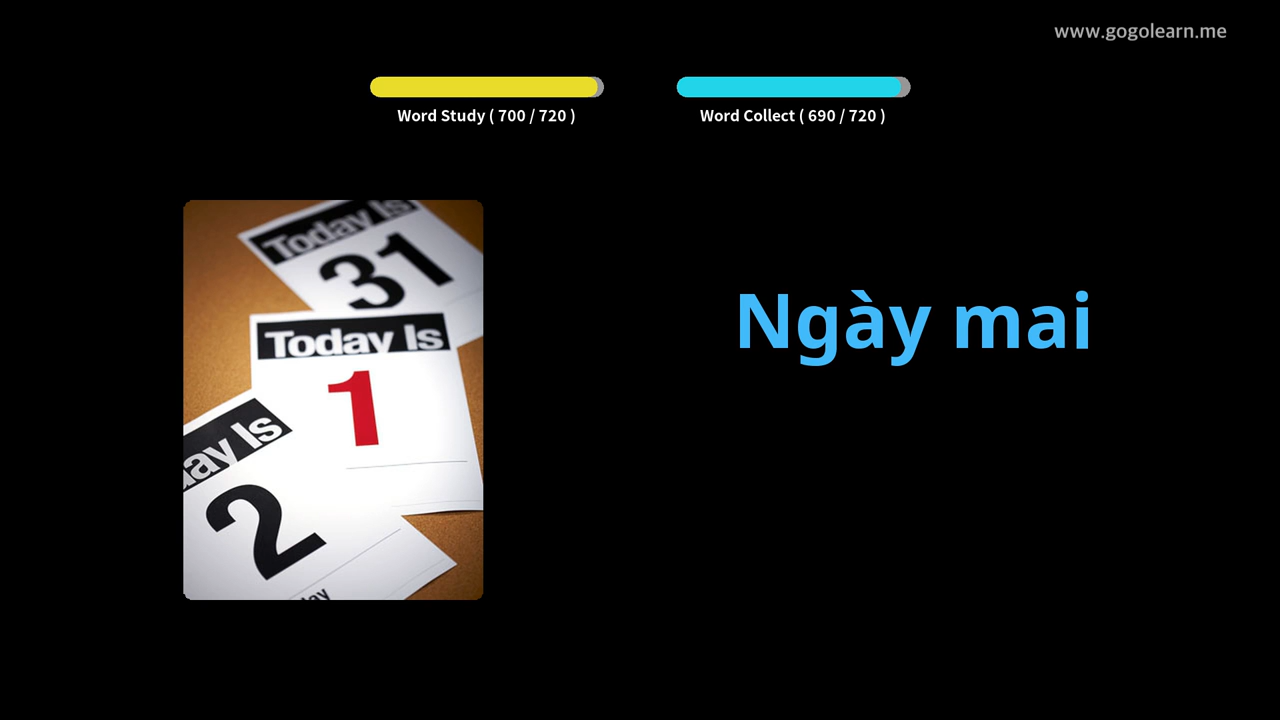 www.gogolearn.me
Word Study ( 700 / 720 )
Word Collect ( 690 / 720 )
Today Is
31
Today Is
1
ay Is
2
Ngày mai